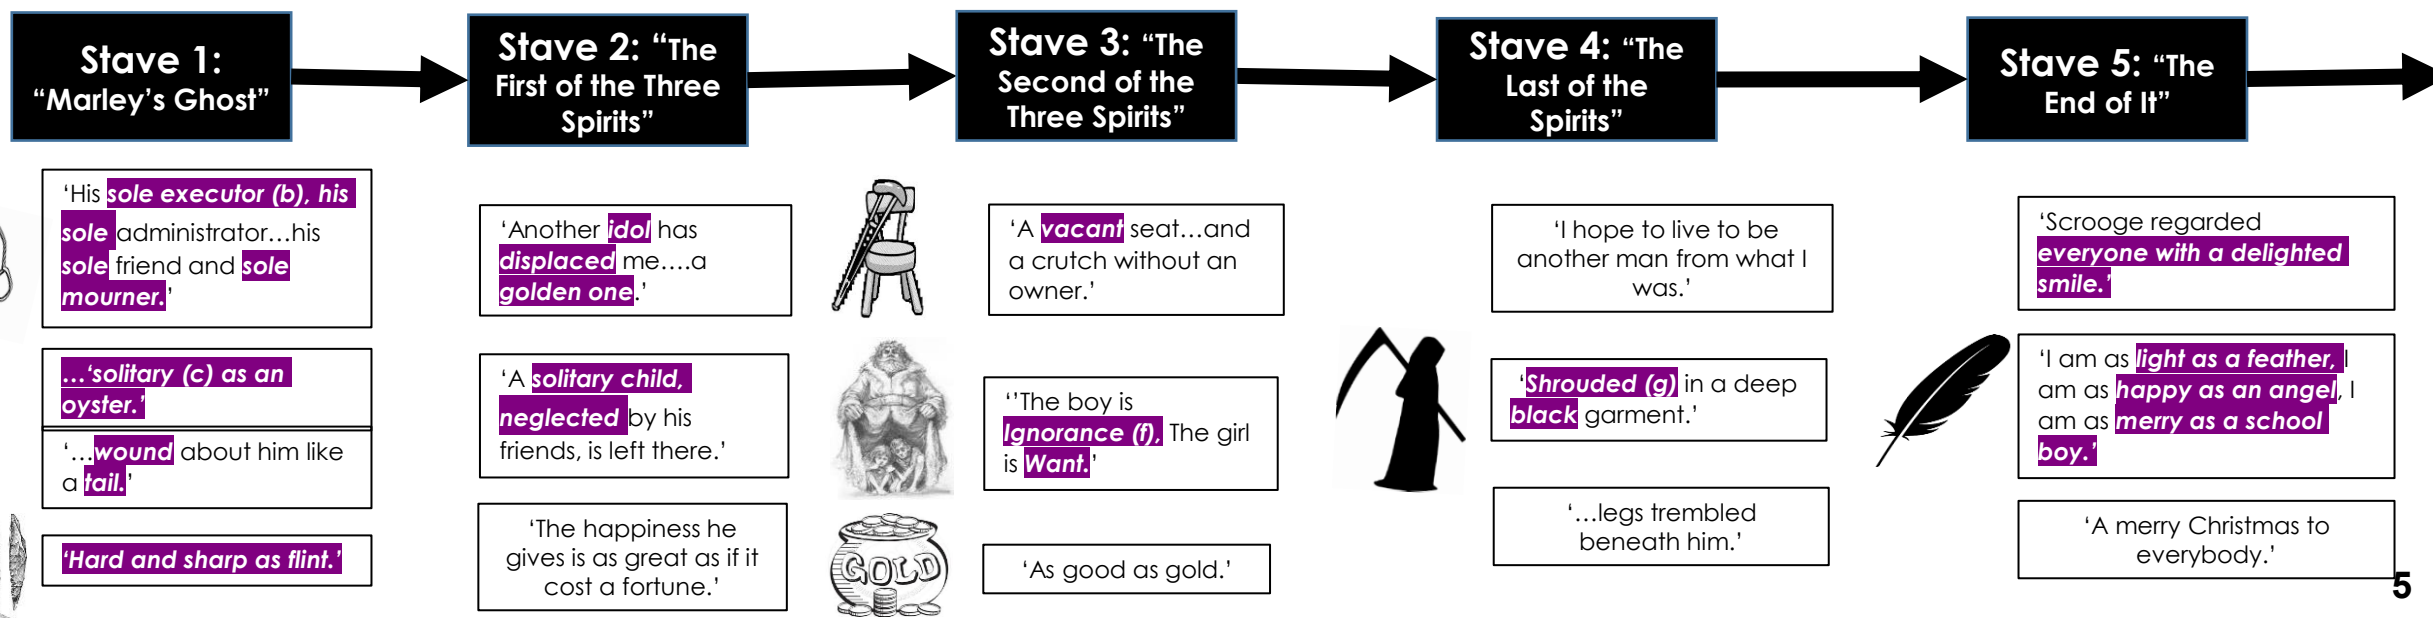 Stave 1:
“Marley’s Ghost”
Stave 2: “The
First of the Three
Spirits”
Stave 3: “The
Second of the
Three Spirits”
Stave 4: “The
Last of the
Spirits”
Stave 5: “The
End of It”
‘His sole executor (b), his
sole administrator…his
sole friend and sole
mourner.’
…‘solitary (c) as an
oyster.’
‘…wound about him like
a tail.’
‘Hard and sharp as flint.’
‘Another idol has
displaced me….a
golden one.’
‘A solitary child,
neglected by his
friends, is left there.’
‘The happiness he
gives is as great as if it
cost a fortune.’
‘A vacant seat…and
a crutch without an
owner.’
‘’The boy is
Ignorance (f), The girl
is Want.’
GOLD
‘As good as gold.’
‘I hope to live to be
another man from what I
was.’
‘Shrouded (g) in a deep
black garment.’
‘…legs trembled
beneath him.’
‘Scrooge regarded
everyone with a delighted
smile.’
‘I am as light as a feather, I
am as happy as an angel, I
am as merry as a school
boy.’
‘A merry Christmas to
everybody.’
5